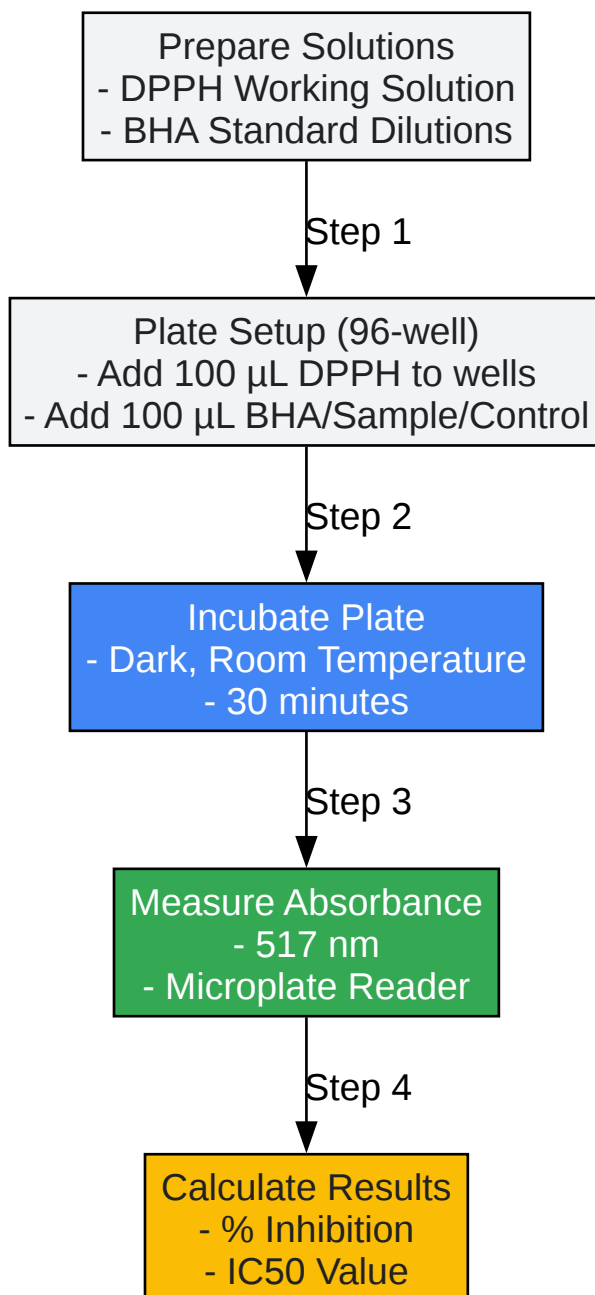 Prepare Solutions
- DPPH Working Solution
- BHA Standard Dilutions
Step 1
Plate Setup (96-well)
- Add 100 µL DPPH to wells
- Add 100 µL BHA/Sample/Control
Step 2
Incubate Plate
- Dark, Room Temperature
- 30 minutes
Step 3
Measure Absorbance
- 517 nm
- Microplate Reader
Step 4
Calculate Results
- % Inhibition
- IC50 Value